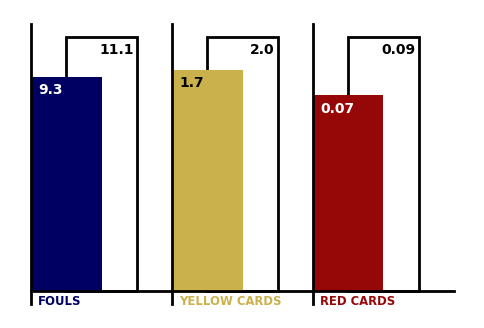 11.1
9.3
FOULS
2.0
1.7
YELLOW CARDS
0.09
0.07
RED CARDS